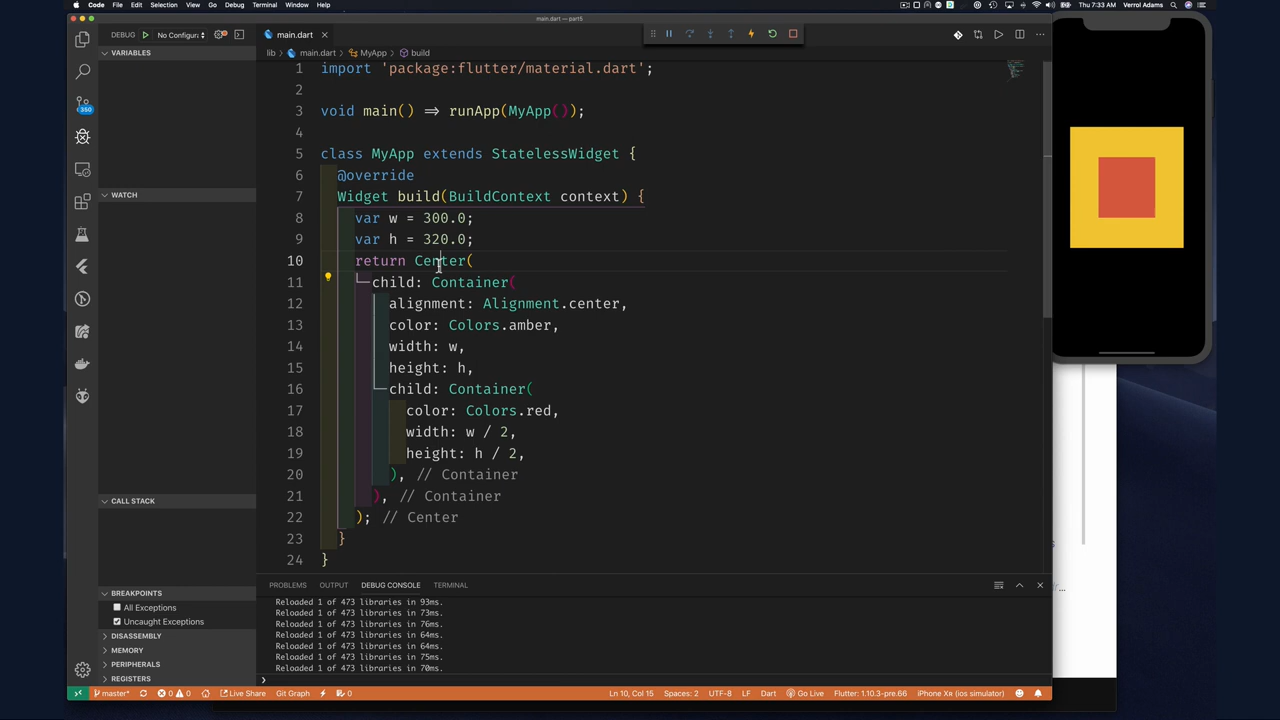 Code File Edit Selection View Go Debug Terminal Window Help
Thu 7:33 AM Verrol Adams
main.dart — part5
DEBUG No Configura
main.dart
lib › main.dart › MyApp › build
VARIABLES
WATCH
CALL STACK
BREAKPOINTS
All Exceptions
Uncaught Exceptions
DISASSEMBLY
MEMORY
PERIPHERALS
REGISTERS
350
1 import 'package:flutter/material.dart';
2
3 void main() => runApp(MyApp());
4
5 class MyApp extends StatelessWidget {
6 @override
7 Widget build(BuildContext context) {
8 var w = 300.0;
9 var h = 320.0;
10 return Center(
11 child: Container(
12 alignment: Alignment.center,
13 color: Colors.amber,
14 width: w,
15 height: h,
16 child: Container(
17 color: Colors.red,
18 width: w / 2,
19 height: h / 2,
20 ), // Container
21 ), // Container
22 ); // Center
23 }
24 }
PROBLEMS OUTPUT DEBUG CONSOLE TERMINAL
Reloaded 1 of 473 libraries in 93ms.
Reloaded 1 of 473 libraries in 73ms.
Reloaded 1 of 473 libraries in 76ms.
Reloaded 1 of 473 libraries in 64ms.
Reloaded 1 of 473 libraries in 64ms.
Reloaded 1 of 473 libraries in 75ms.
Reloaded 1 of 473 libraries in 70ms.
master* 0 0 Live Share Git Graph 0
Ln 10, Col 15 Spaces: 2 UTF-8 LF Dart Go Live Flutter: 1.10.3-pre.66 iPhone Xʀ (ios simulator)